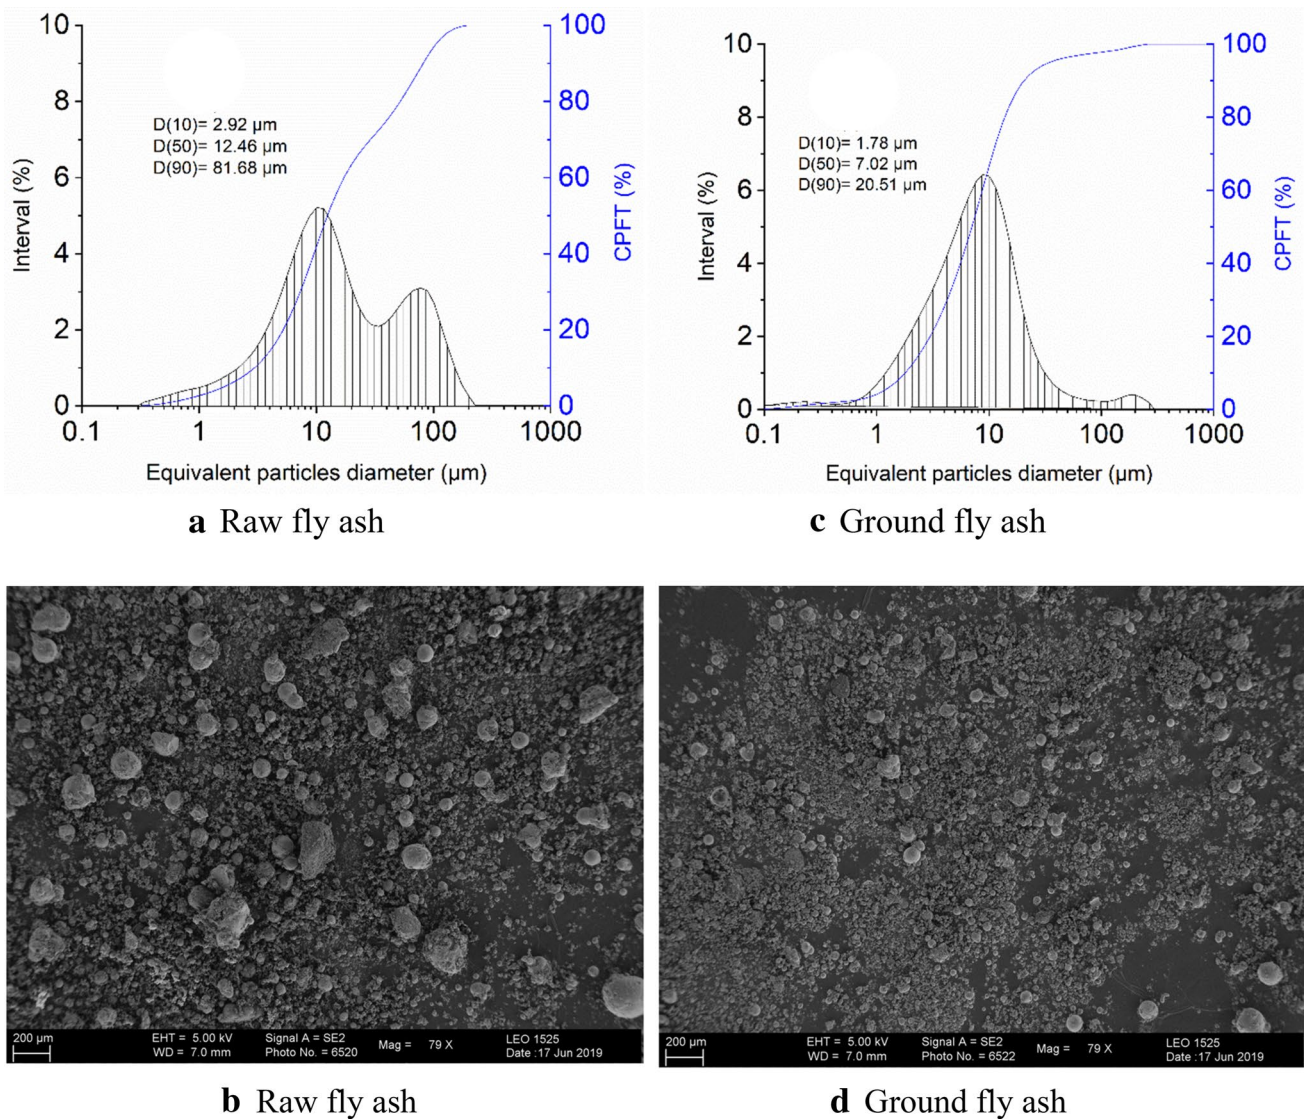 10
8
6
4
2
0
Interval (%)
D(10)= 2.92 µm
D(50)= 12.46 µm
D(90)= 81.68 µm
100
80
60
40
20
0
CPFT (%)
0.1 1 10 100 1000
Equivalent particles diameter (µm)
a Raw fly ash
10
8
6
4
2
0
Interval (%)
D(10)= 1.78 µm
D(50)= 7.02 µm
D(90)= 20.51 µm
100
80
60
40
20
0
CPFT (%)
0.1 1 10 100 1000
Equivalent particles diameter (µm)
c Ground fly ash
200 µm EHT = 5.00 kV Signal A = SE2 Mag = 79 X LEO 1525
WD = 7.0 mm Photo No. = 6520 Date :17 Jun 2019
b Raw fly ash
200 µm EHT = 5.00 kV Signal A = SE2 Mag = 79 X LEO 1525
WD = 7.0 mm Photo No. = 6522 Date :17 Jun 2019
d Ground fly ash